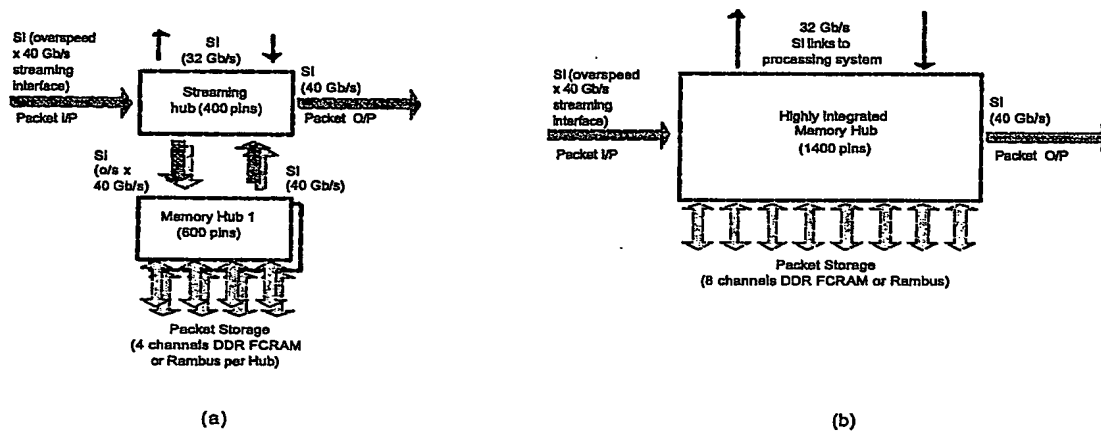 SI (overspeed
x 40 Gb/s
streaming
interface)
Packet I/P
SI
(32 Gb/s)
Streaming
hub (400 pins)
SI
(40 Gb/s)
Packet O/P
SI
(o/s x
40 Gb/s)
SI
(40 Gb/s)
Memory Hub 1
(600 pins)
Packet Storage
(4 channels DDR FCRAM
or Rambus per Hub)
(a)
SI (overspeed
x 40 Gb/s
streaming
interface)
Packet I/P
32 Gb/s
SI links to
processing system
Highly Integrated
Memory Hub
(1400 pins)
SI
(40 Gb/s)
Packet O/P
Packet Storage
(8 channels DDR FCRAM or Rambus)
(b)